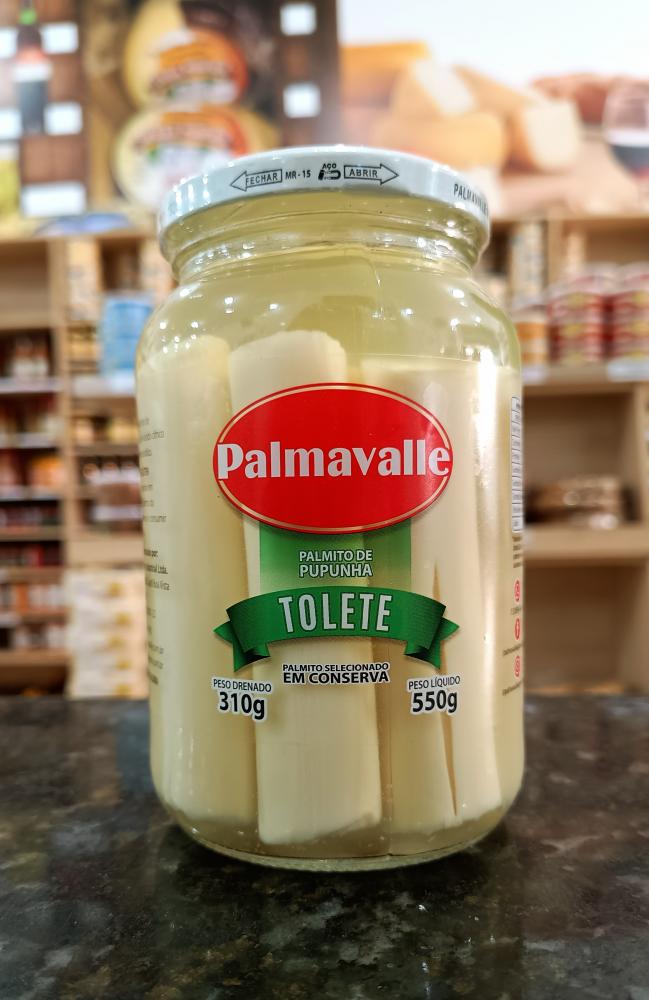 FECHAR MR-15 AÇO ABRIR
Palmavalle
PALMITO DE
PUPUNHA
TOLETE
PALMITO SELECIONADO
EM CONSERVA
PESO DRENADO
310g
PESO LÍQUIDO
550g